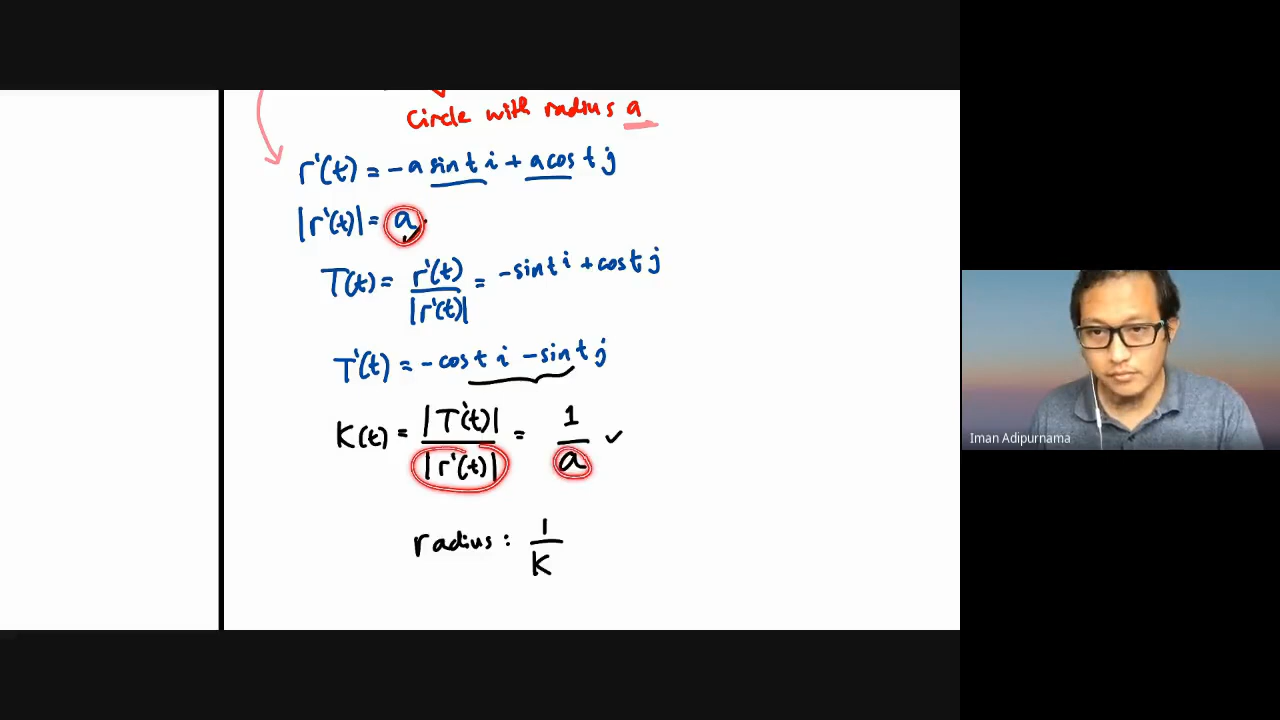 Circle with radius a
r'(t) = -a sin t i + a cos t j
|r'(t)| = a
T(t) = r'(t) / |r'(t)| = -sin t i + cos t j
T'(t) = -cos t i - sin t j
K(t) = |T'(t)| / |r'(t)| = 1 / a ✓
radius : 1 / K
Iman Adipurnama